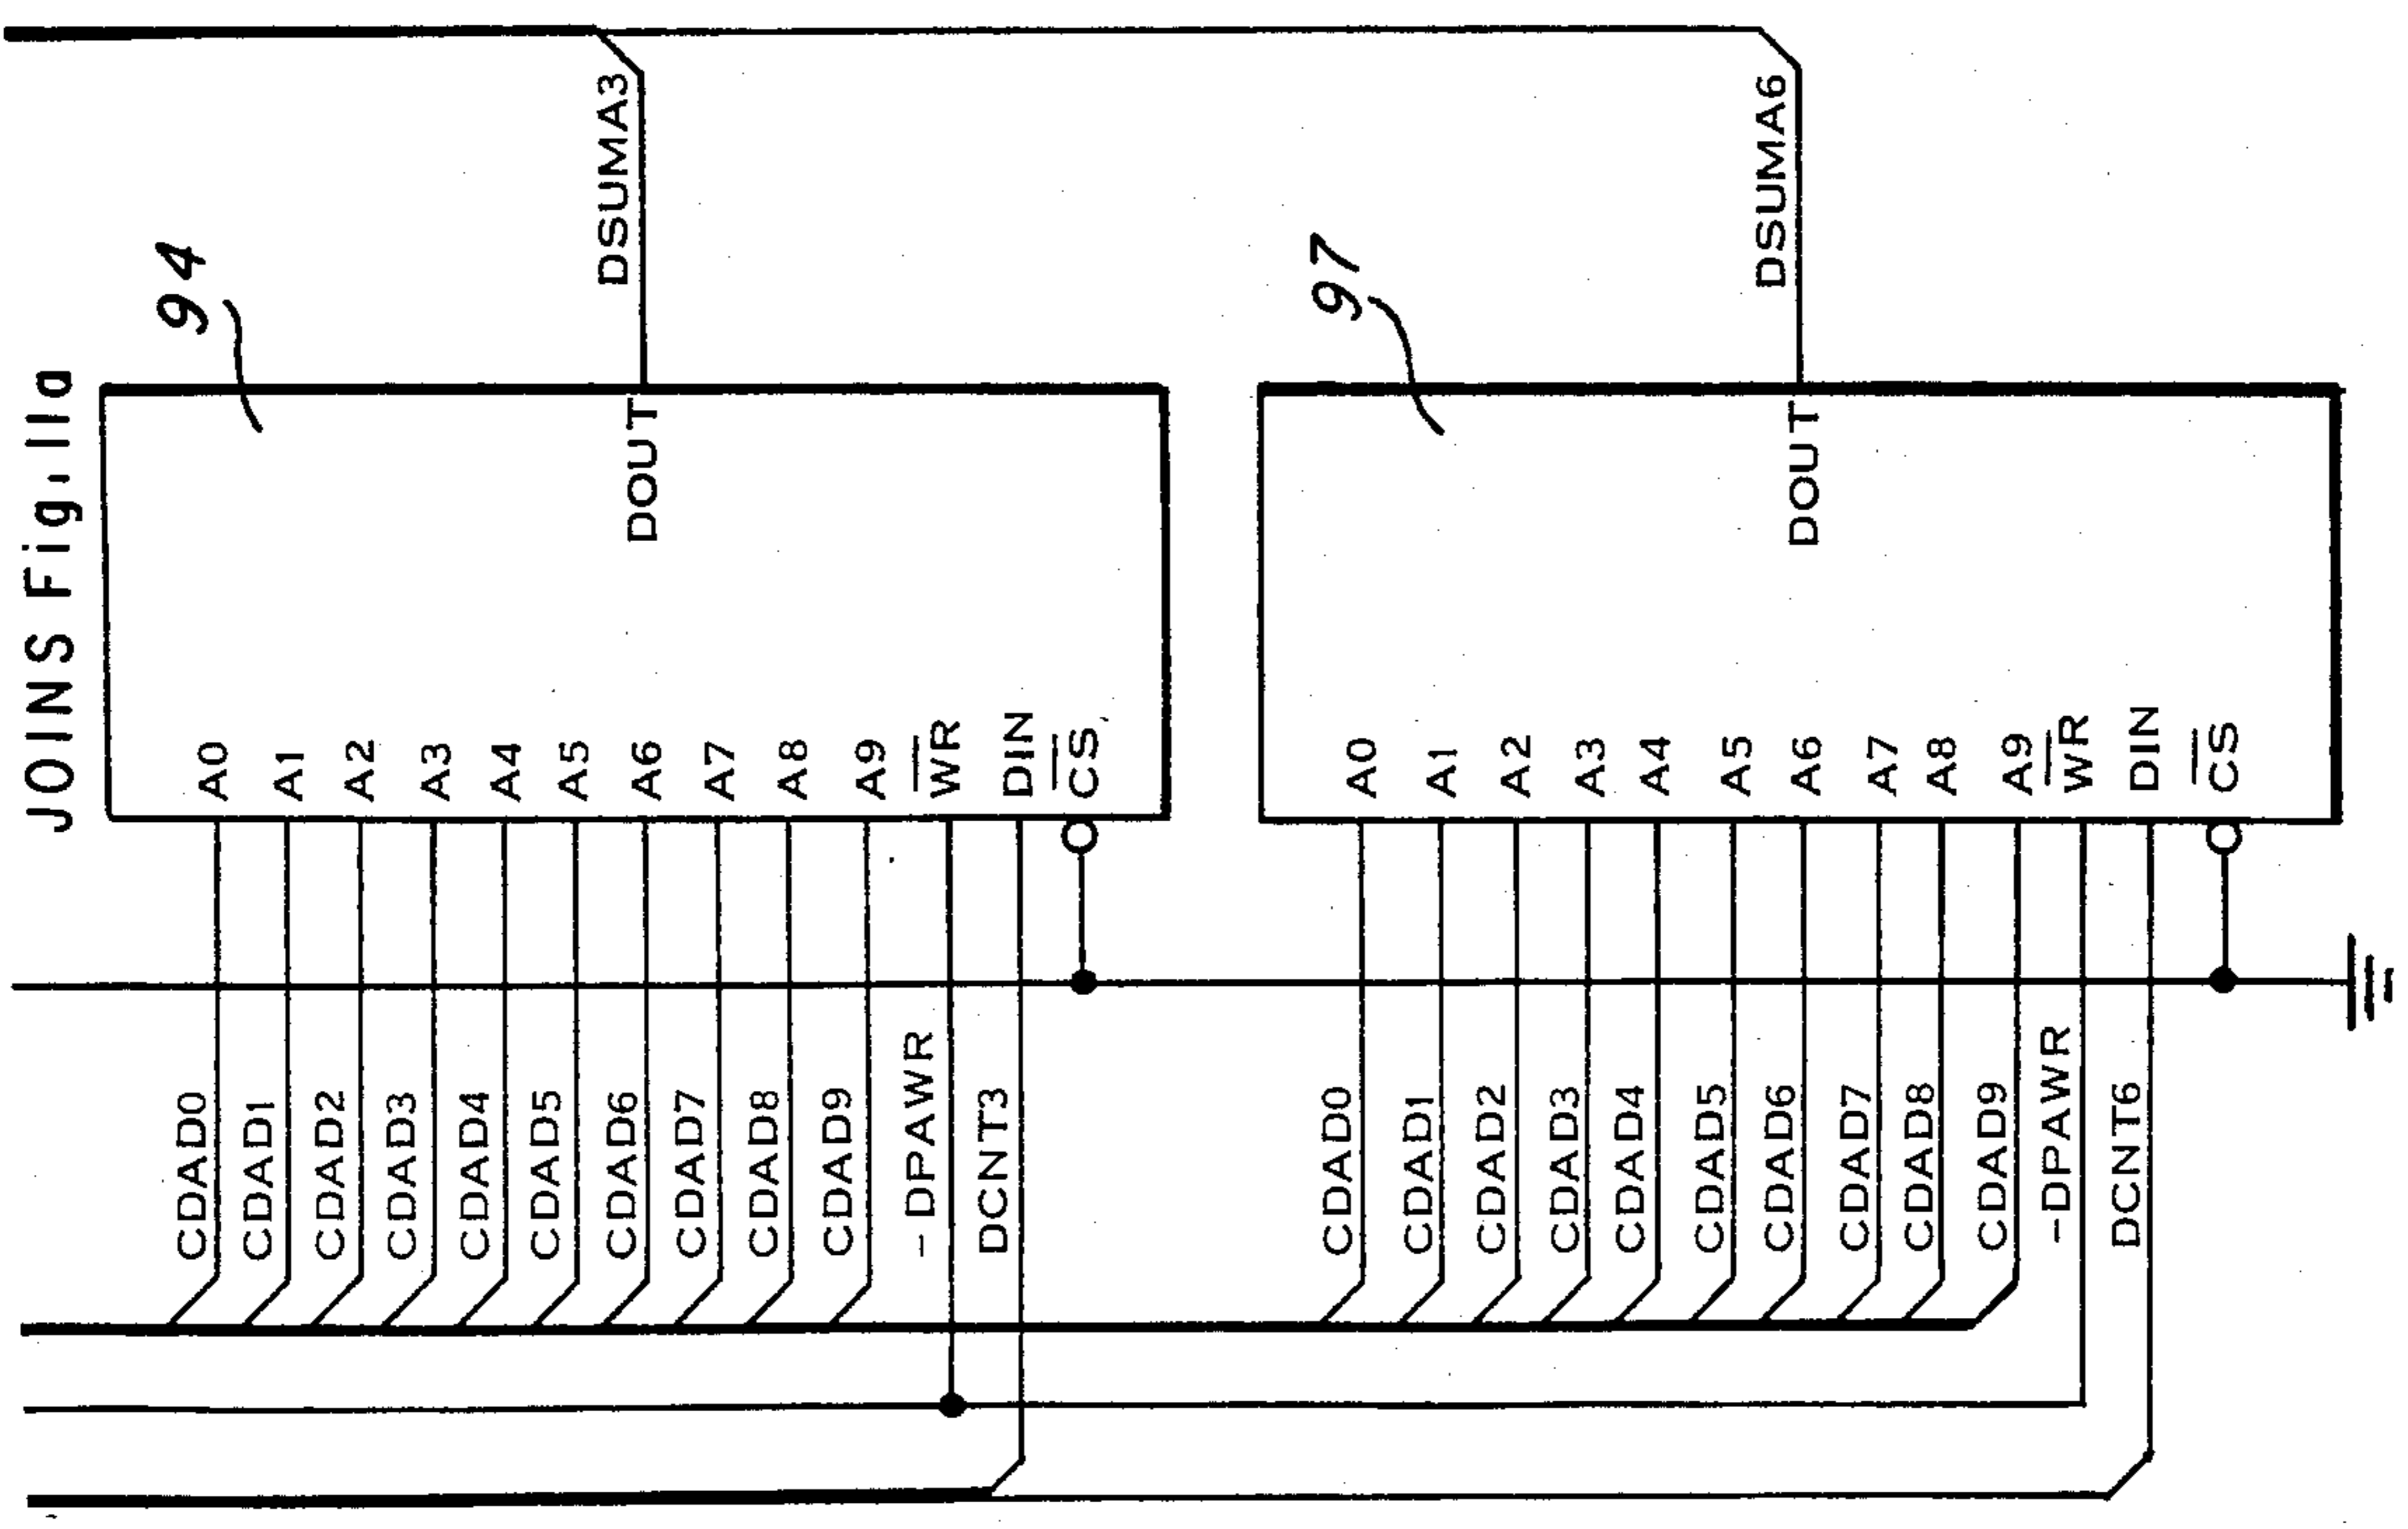 JOINS Fig. 11a
94
CDAD0 A0
CDAD1 A1
CDAD2 A2
CDAD3 A3
CDAD4 A4
CDAD5 A5
CDAD6 A6
CDAD7 A7
CDAD8 A8
CDAD9 A9
-DPAWR WR
DCNT3 DIN
CS
DOUT DSUMA3
97
CDAD0 A0
CDAD1 A1
CDAD2 A2
CDAD3 A3
CDAD4 A4
CDAD5 A5
CDAD6 A6
CDAD7 A7
CDAD8 A8
CDAD9 A9
-DPAWR WR
DCNT6 DIN
CS
DOUT DSUMA6